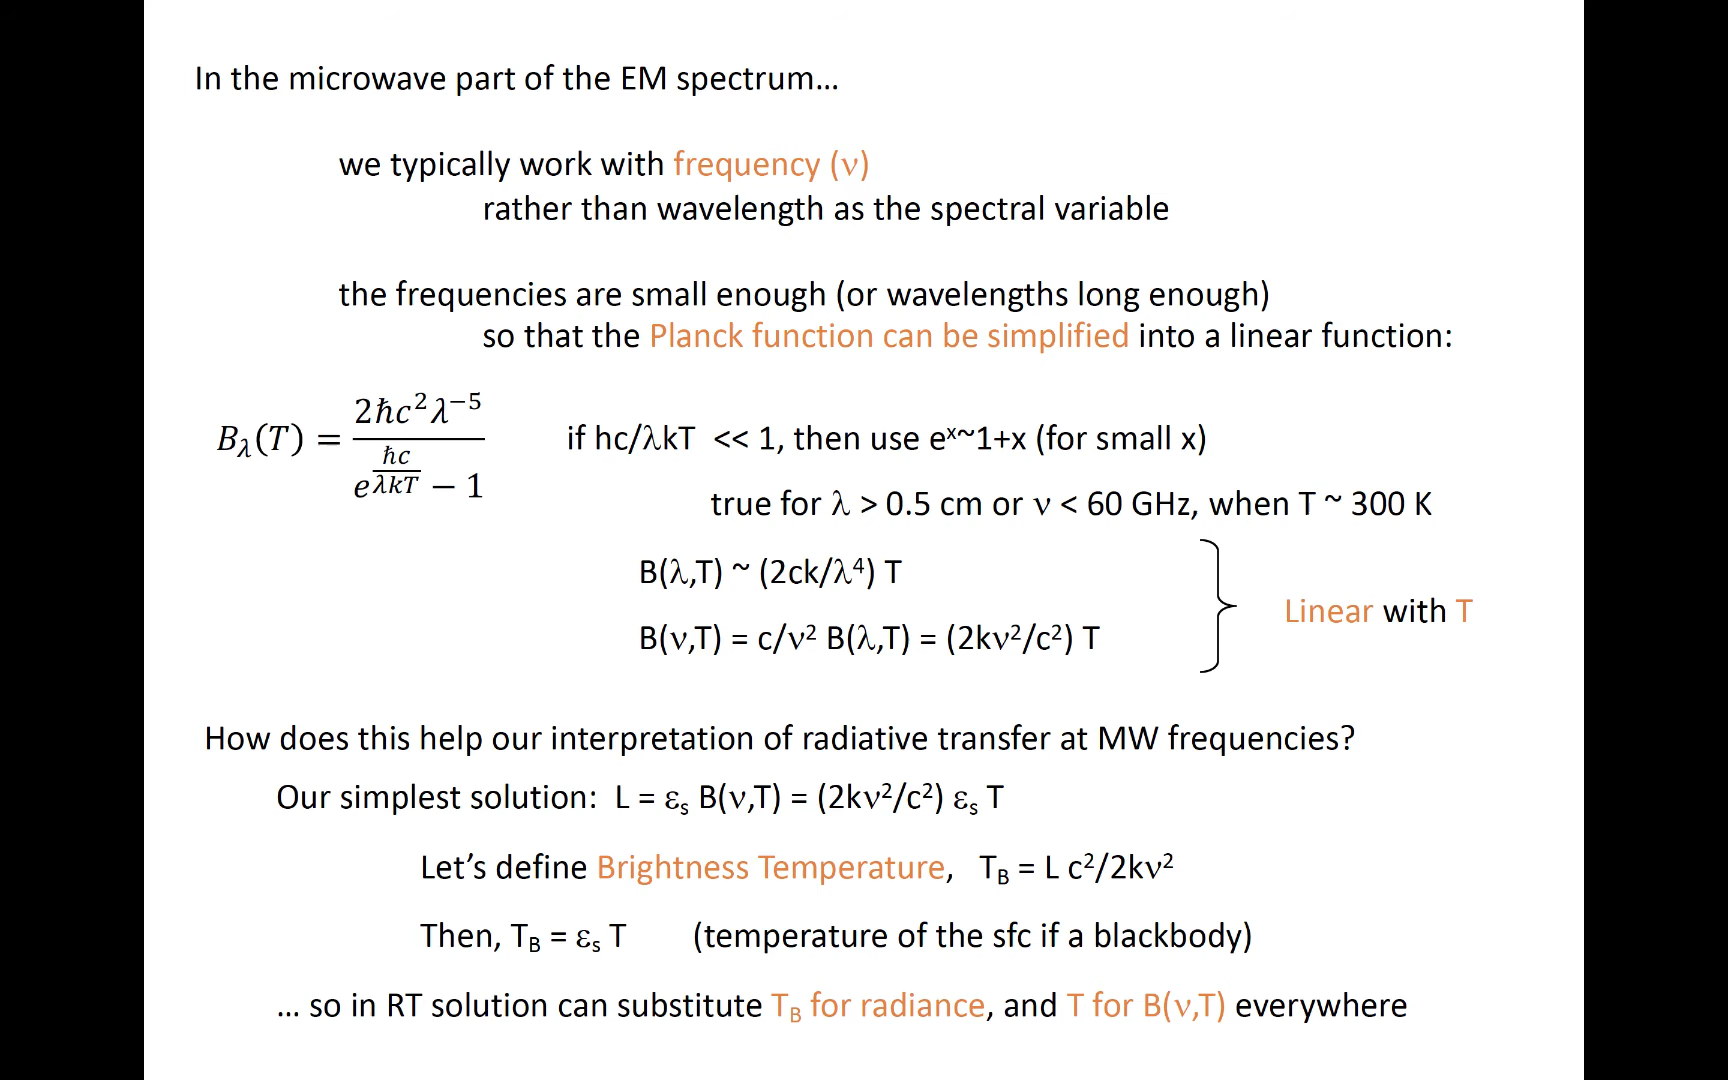 In the microwave part of the EM spectrum…
we typically work with frequency (ν)
rather than wavelength as the spectral variable
the frequencies are small enough (or wavelengths long enough)
so that the Planck function can be simplified into a linear function:
B_λ(T) = 2ħc²λ⁻⁵ / (e^(ħc/λkT) − 1)
if hc/λkT << 1, then use eˣ~1+x (for small x)
true for λ > 0.5 cm or ν < 60 GHz, when T ~ 300 K
B(λ,T) ~ (2ck/λ⁴) T
B(ν,T) = c/ν² B(λ,T) = (2kν²/c²) T
Linear with T
How does this help our interpretation of radiative transfer at MW frequencies?
Our simplest solution: L = εₛ B(ν,T) = (2kν²/c²) εₛ T
Let’s define Brightness Temperature, T_B = L c²/2kν²
Then, T_B = εₛ T (temperature of the sfc if a blackbody)
… so in RT solution can substitute T_B for radiance, and T for B(ν,T) everywhere